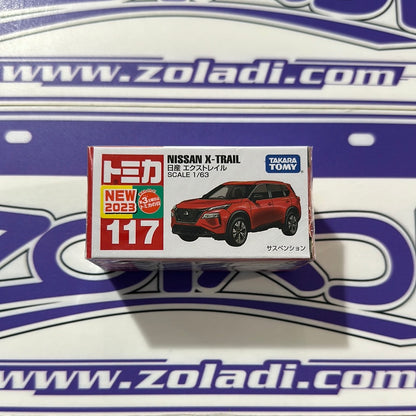 www.zoladi.com
トミカ
NEW
2023
117
NISSAN X-TRAIL
日産 エクストレイル
SCALE 1/63
TAKARA
TOMY
サスペンション
www.zoladi.com